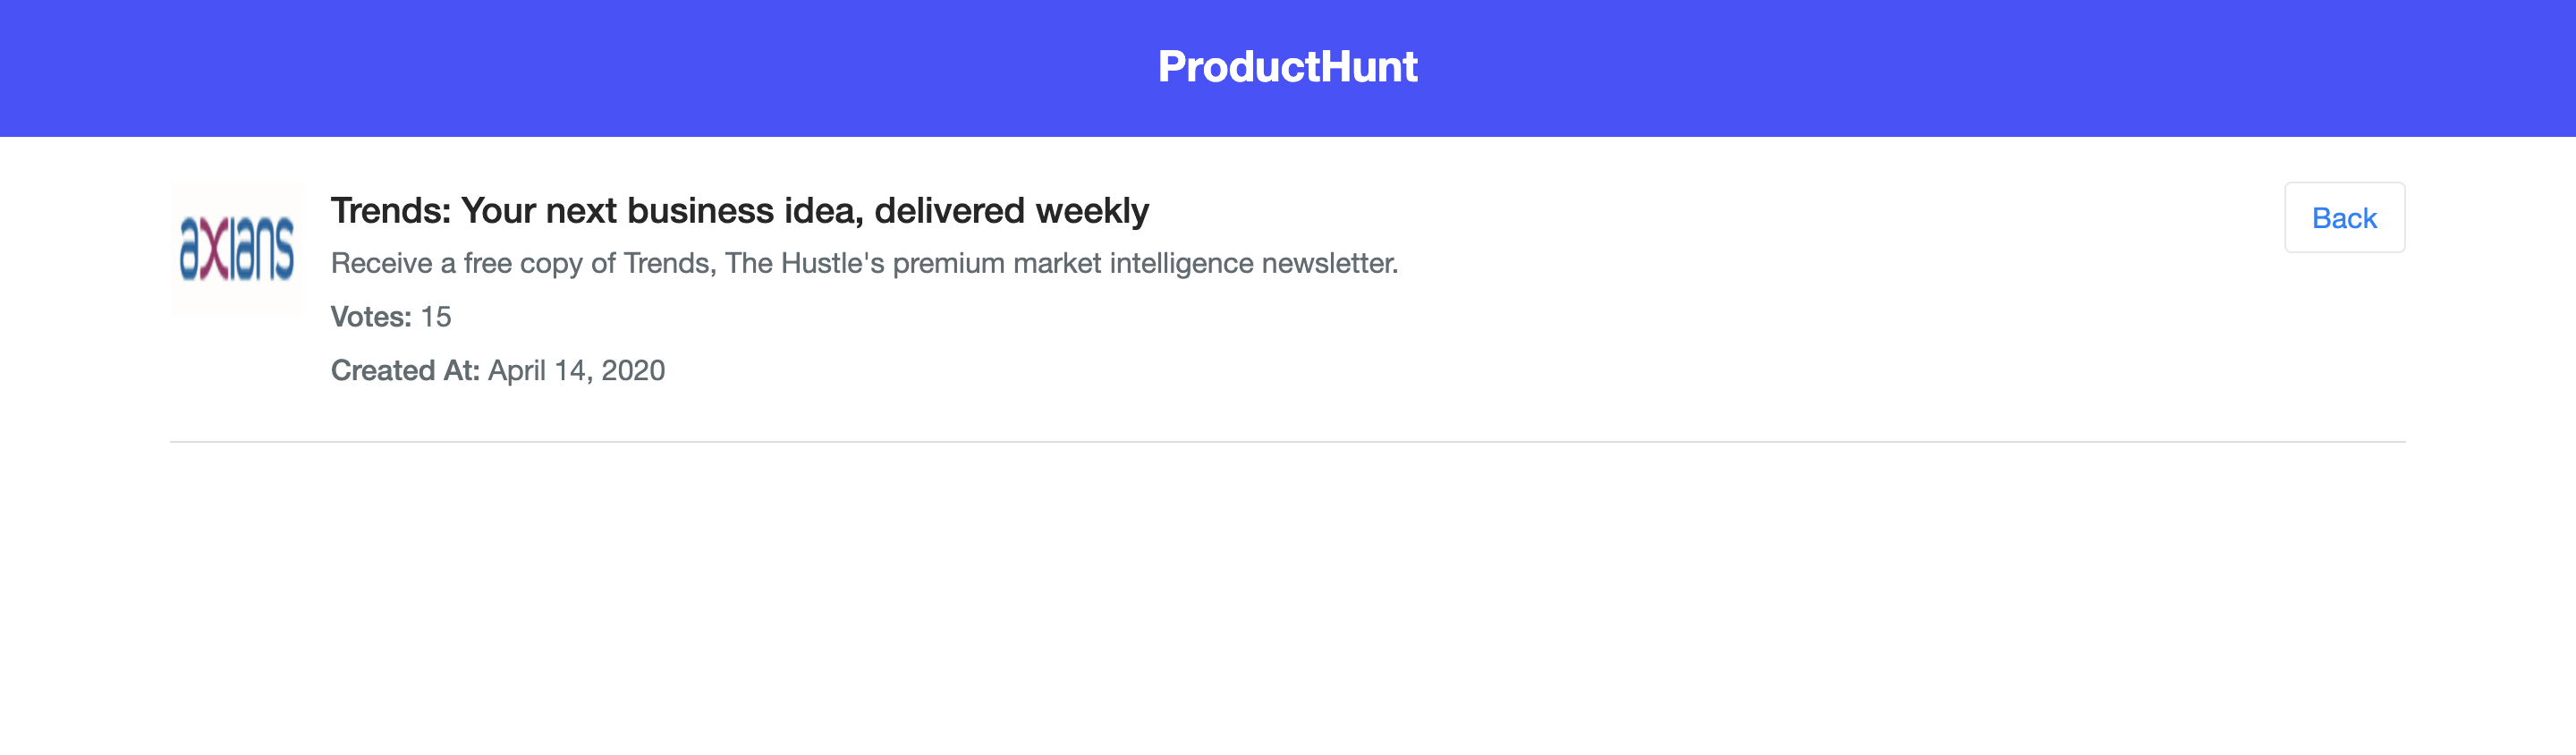 ProductHunt
axians
Trends: Your next business idea, delivered weekly
Back
Receive a free copy of Trends, The Hustle's premium market intelligence newsletter.
Votes: 15
Created At: April 14, 2020